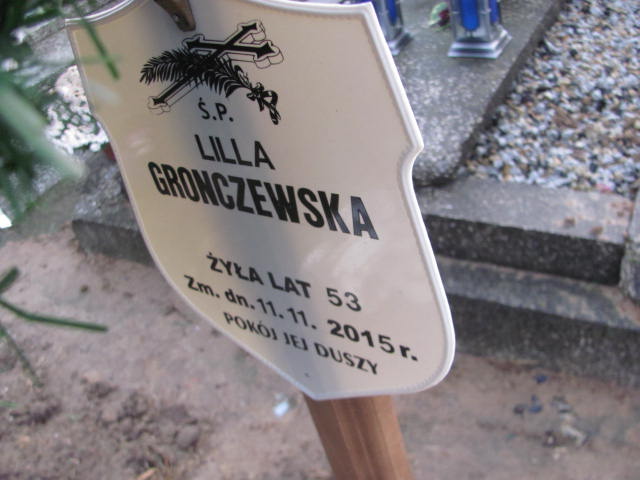 Ś.P.
LILLA
GRONCZEWSKA
ŻYŁA LAT 53
Zm. dn. 11. 11. 2015 r.
POKÓJ JEJ DUSZY